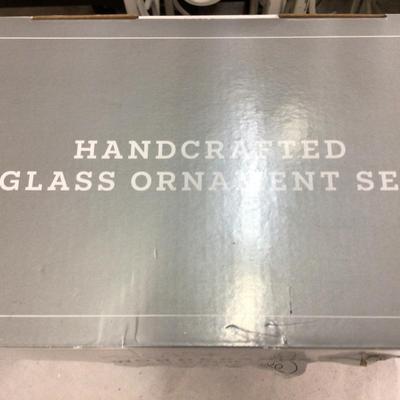 HANDCRAFTED
GLASS ORNAMENT SE